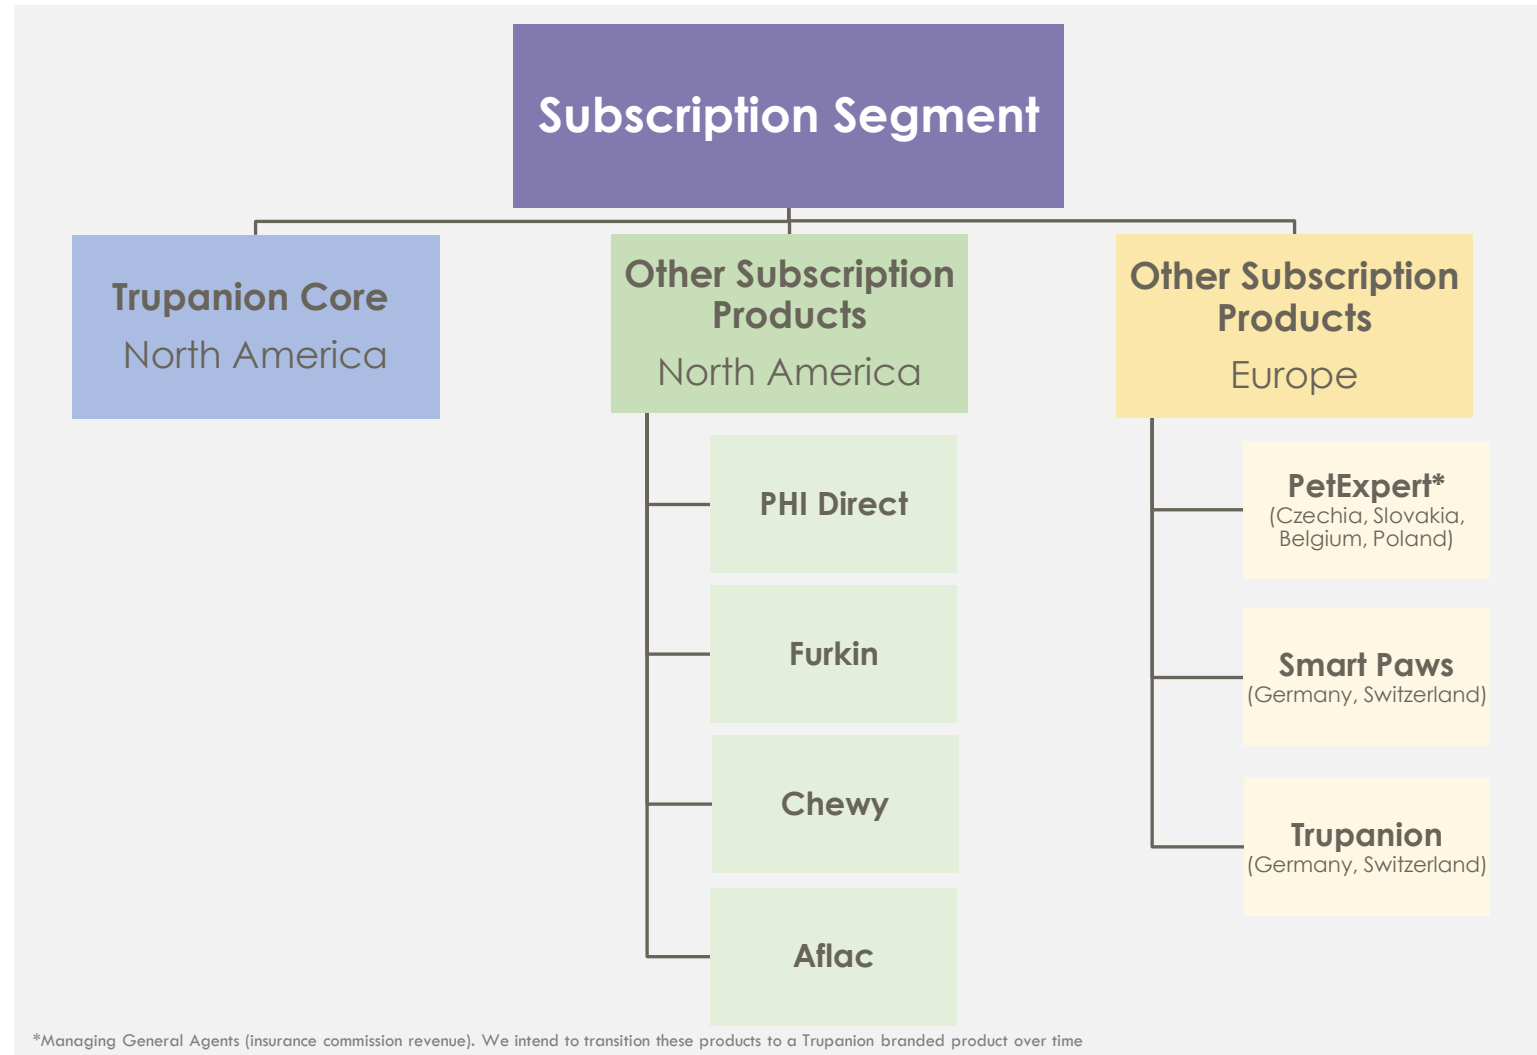 Subscription Segment
Trupanion Core
North America
Other Subscription
Products
North America
PHI Direct
Furkin
Chewy
Aflac
Other Subscription
Products
Europe
PetExpert*
(Czechia, Slovakia,
Belgium, Poland)
Smart Paws
(Germany, Switzerland)
Trupanion
(Germany, Switzerland)
*Managing General Agents (insurance commission revenue). We intend to transition these products to a Trupanion branded product over time